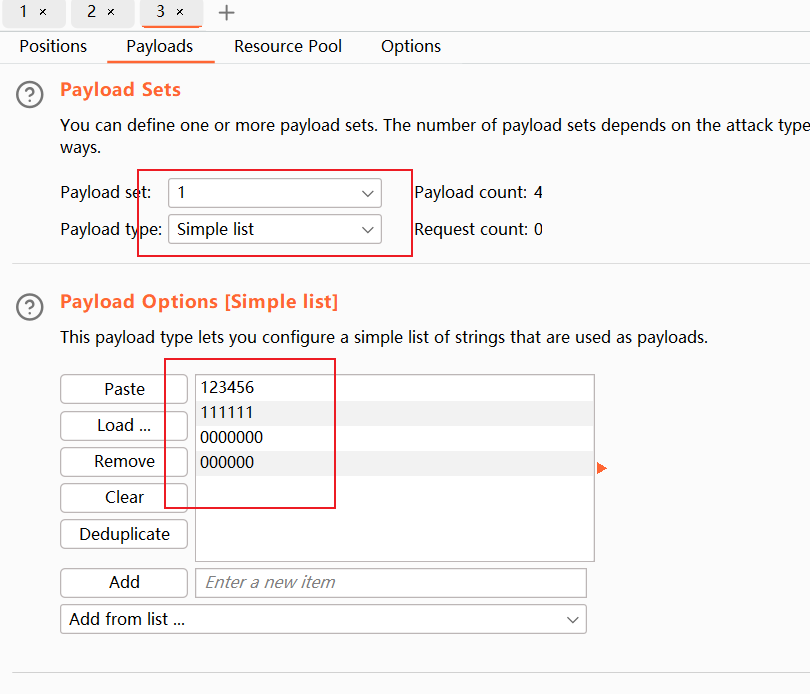 1 × 2 × 3 × +
Positions Payloads Resource Pool Options
? Payload Sets
You can define one or more payload sets. The number of payload sets depends on the attack type
ways.
Payload set: 1 Payload count: 4
Payload type: Simple list Request count: 0
? Payload Options [Simple list]
This payload type lets you configure a simple list of strings that are used as payloads.
Paste 123456
111111
Load ...
0000000
Remove 000000
Clear
Deduplicate
Add Enter a new item
Add from list ...